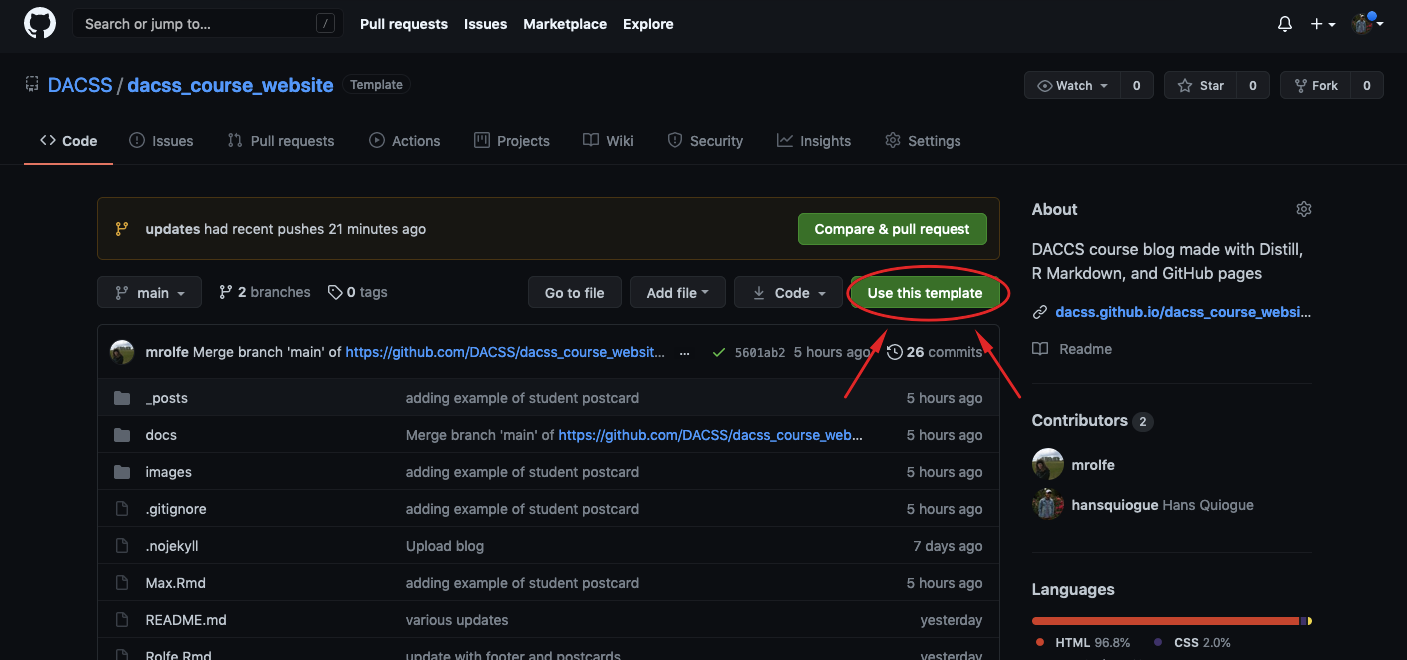 Search or jump to... /
Pull requests Issues Marketplace Explore
DACSS / dacss_course_website Template
Watch 0 Star 0 Fork 0
Code Issues Pull requests Actions Projects Wiki Security Insights Settings
updates had recent pushes 21 minutes ago Compare & pull request
main 2 branches 0 tags Go to file Add file Code Use this template
mrolfe Merge branch 'main' of https://github.com/DACSS/dacss_course_websit... ... 5601ab2 5 hours ago 26 commits
_posts adding example of student postcard 5 hours ago
docs Merge branch 'main' of https://github.com/DACSS/dacss_course_web... 5 hours ago
images adding example of student postcard 5 hours ago
.gitignore adding example of student postcard 5 hours ago
.nojekyll Upload blog 7 days ago
Max.Rmd adding example of student postcard 5 hours ago
README.md various updates yesterday
Rolfe.Rmd update with footer and postcards yesterday
About
DACCS course blog made with Distill,
R Markdown, and GitHub pages
dacss.github.io/dacss_course_websi...
Readme
Contributors 2
mrolfe
hansquiogue Hans Quiogue
Languages
HTML 96.8% CSS 2.0%